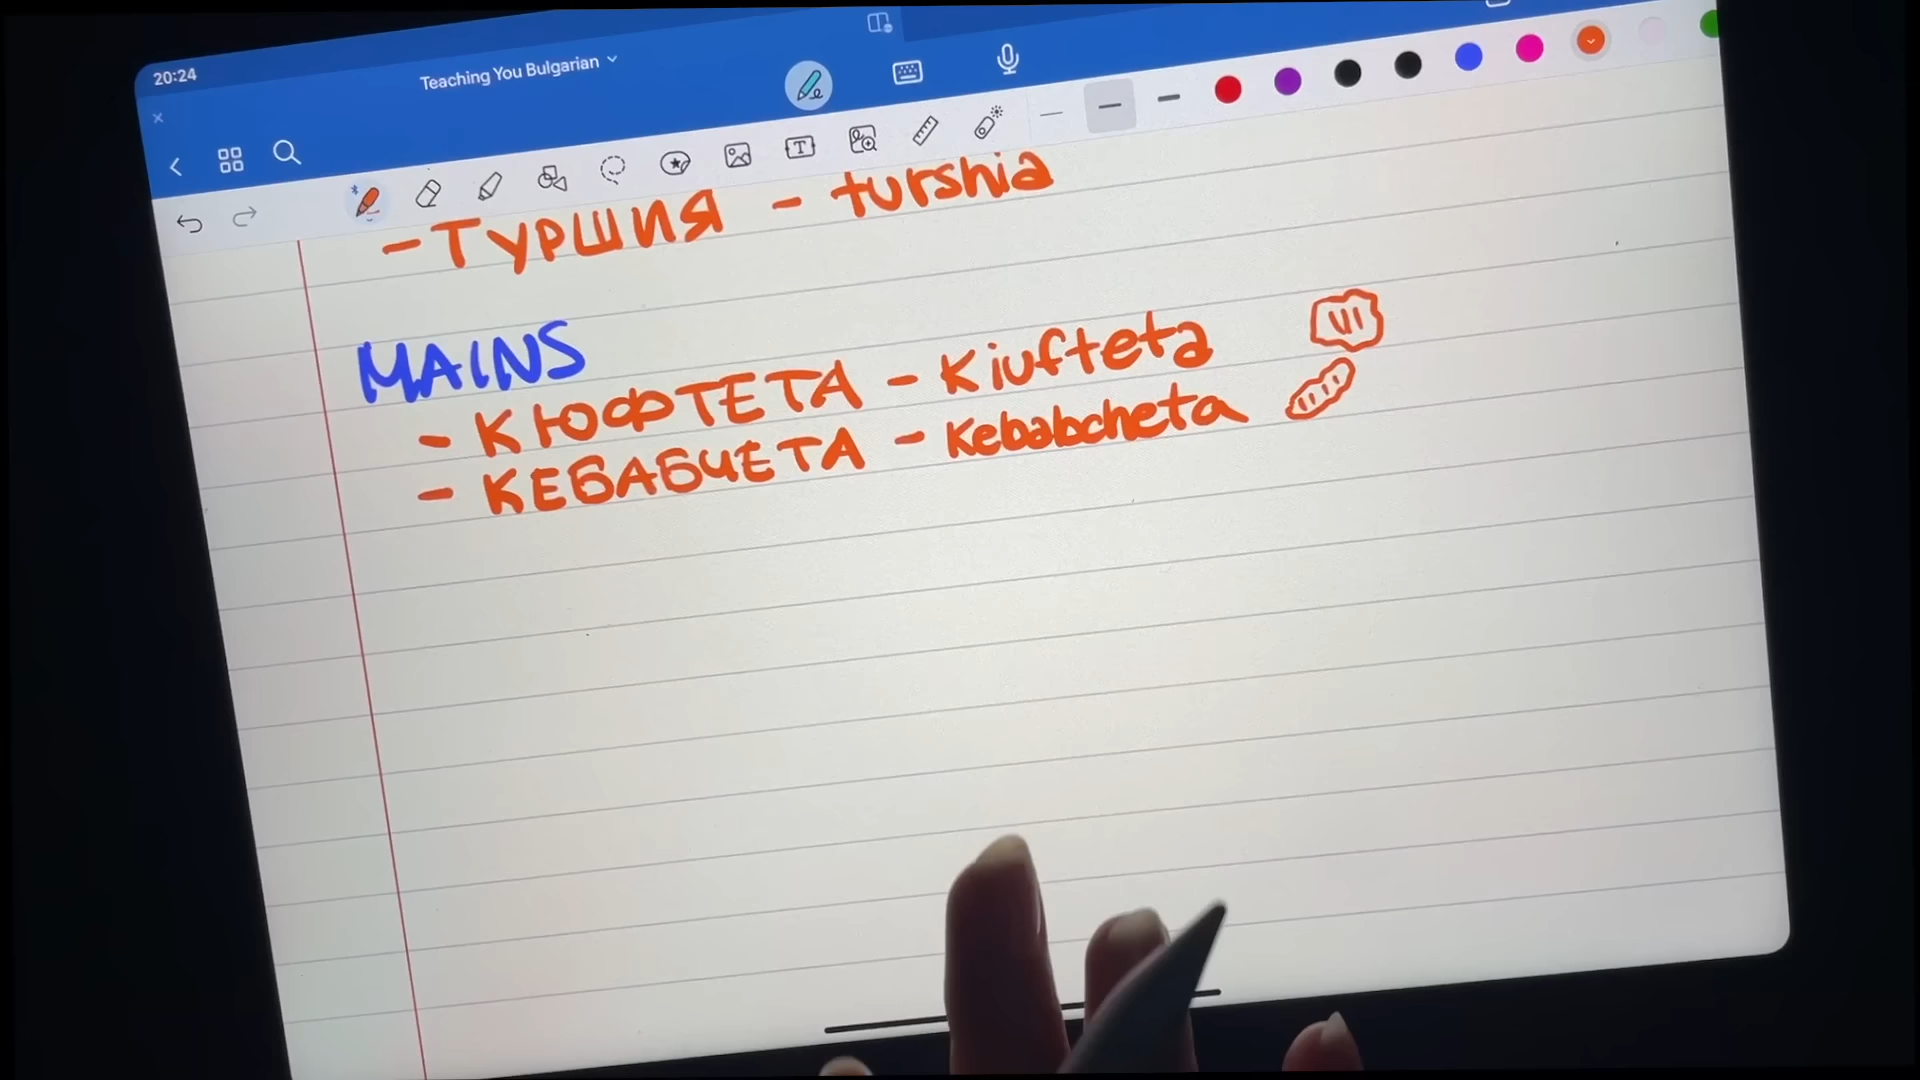 20:24
Teaching You Bulgarian
- ТУРШИЯ - turshia
MAINS
- КЮФТЕТА - Kiufteta
- КЕБАБЧЕТА - Kebabcheta